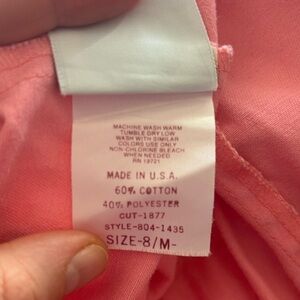 MACHINE WASH WARM
TUMBLE DRY LOW
WASH WITH SIMILAR
COLORS USE ONLY
NON-CHLORINE BLEACH
WHEN NEEDED
RN 19721
MADE IN U.S.A.
60% COTTON
40% POLYESTER
CUT-1877
STYLE-804-1435
SIZE-8/M-